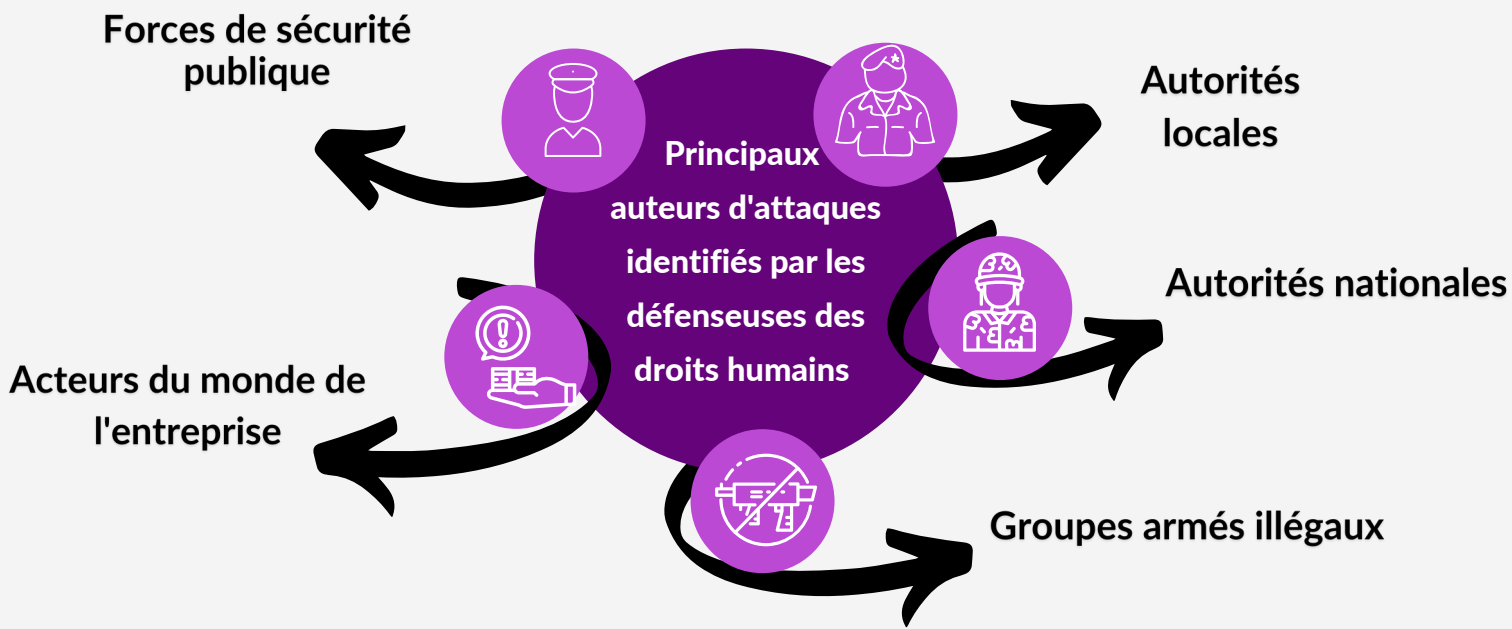 Forces de sécurité
publique
Autorités
locales
Principaux
auteurs d'attaques
identifiés par les
défenseuses des
droits humains
Autorités nationales
Acteurs du monde de
l'entreprise
Groupes armés illégaux